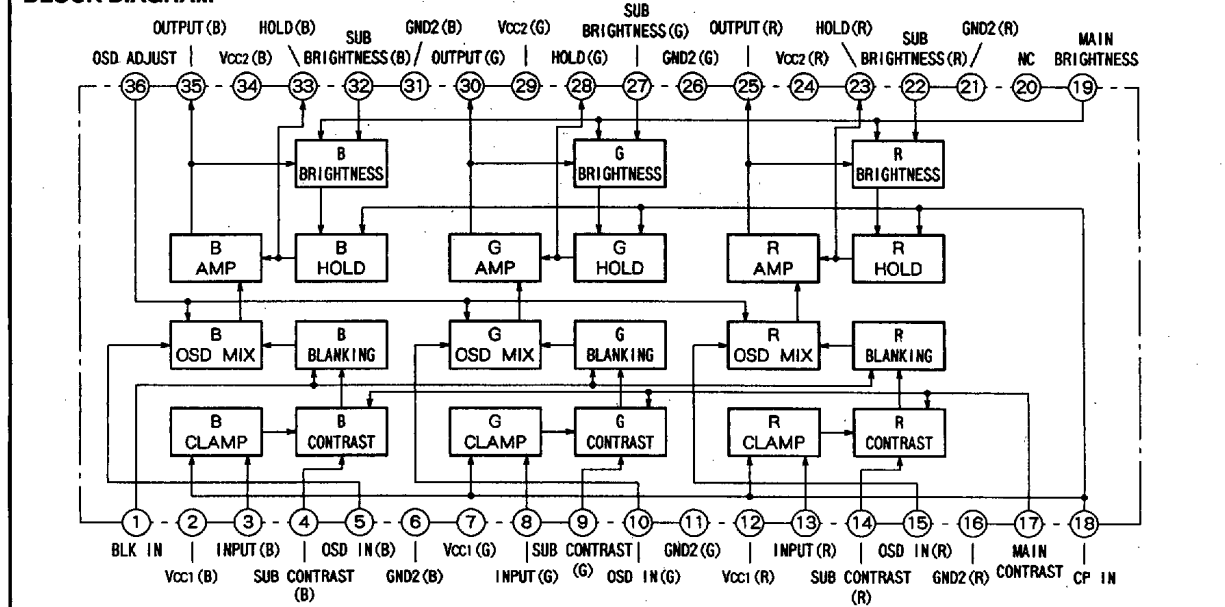 BLOCK DIAGRAM
OUTPUT(B) HOLD(B) SUB BRIGHTNESS(B) GND2(B) VCC2(G) SUB BRIGHTNESS(G) OUTPUT(R) HOLD(R) SUB BRIGHTNESS(R) GND2(R) MAIN BRIGHTNESS
OSD ADJUST VCC2(B) OUTPUT(G) HOLD(G) GND2(G) VCC2(R) NC
36 35 34 33 32 31 30 29 28 27 26 25 24 23 22 21 20 19
B BRIGHTNESS
G BRIGHTNESS
R BRIGHTNESS
B AMP
B HOLD
G AMP
G HOLD
R AMP
R HOLD
B OSD MIX
B BLANKING
G OSD MIX
G BLANKING
R OSD MIX
R BLANKING
B CLAMP
B CONTRAST
G CLAMP
G CONTRAST
R CLAMP
R CONTRAST
1 2 3 4 5 6 7 8 9 10 11 12 13 14 15 16 17 18
BLK IN INPUT(B) OSD IN(B) VCC1(G) SUB CONTRAST (G) GND2(G) INPUT(R) OSD IN(R) MAIN CONTRAST CP IN
VCC1(B) SUB CONTRAST (B) GND2(B) INPUT(G) OSD IN(G) VCC1(R) SUB CONTRAST (R) GND2(R)